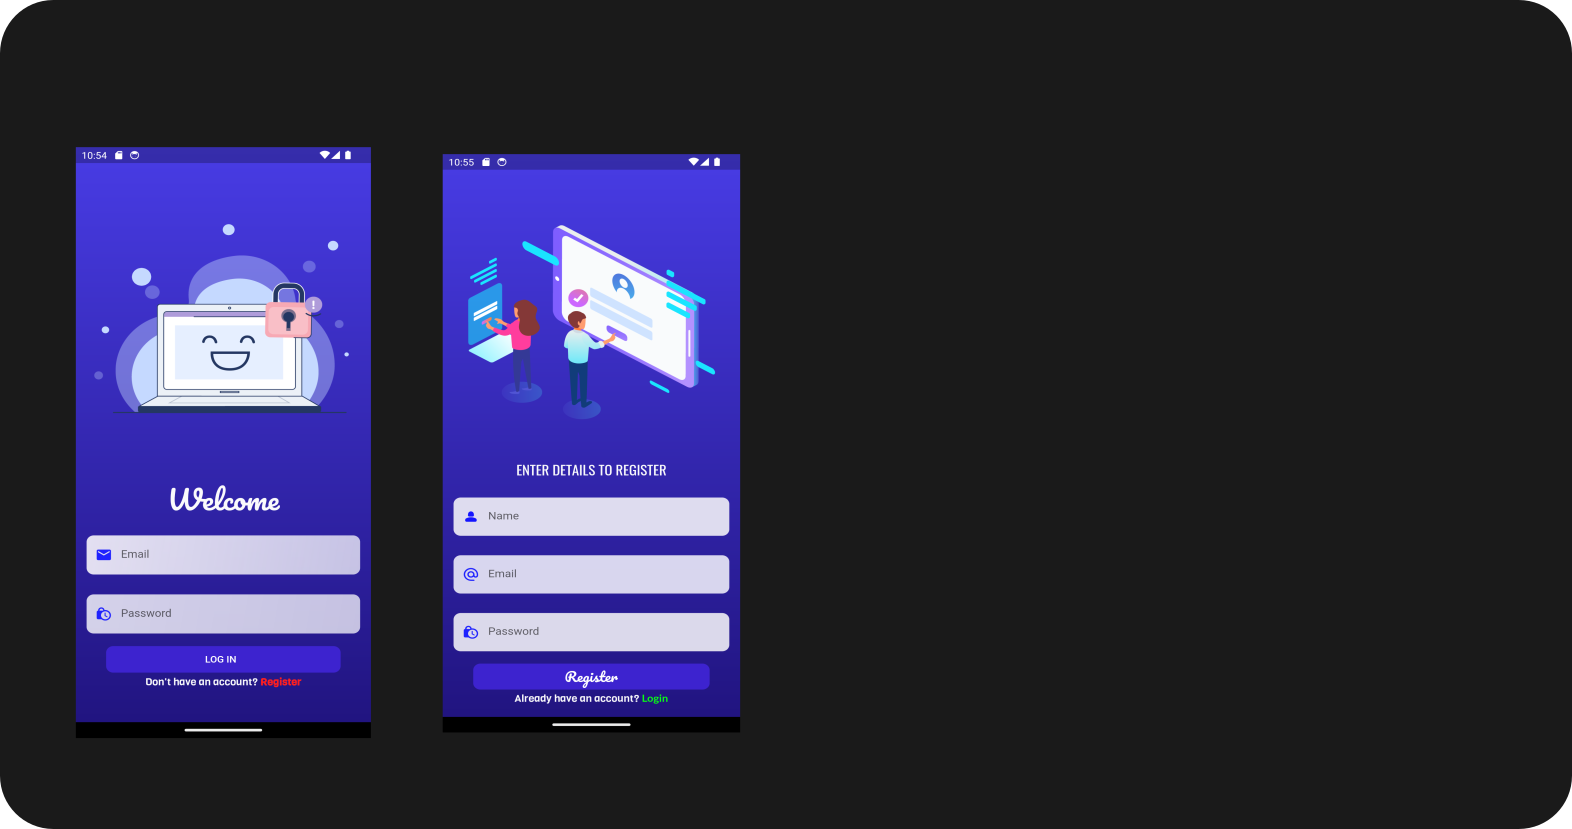 10:54
Welcome
Email
Password
LOG IN
Don't have an account? Register
10:55
ENTER DETAILS TO REGISTER
Name
Email
Password
Register
Already have an account? Login